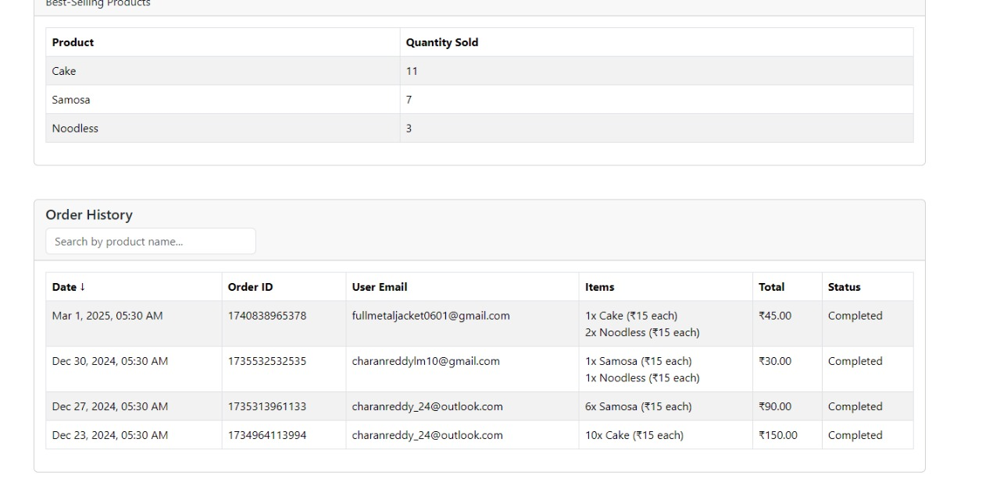 Best-Selling Products
Product Quantity Sold
Cake 11
Samosa 7
Noodless 3
Order History
Search by product name...
Date ↓ Order ID User Email Items Total Status
Mar 1, 2025, 05:30 AM 1740838965378 fullmetaljacket0601@gmail.com 1x Cake (₹15 each) ₹45.00 Completed
2x Noodless (₹15 each)
Dec 30, 2024, 05:30 AM 1735532532535 charanreddylm10@gmail.com 1x Samosa (₹15 each) ₹30.00 Completed
1x Noodless (₹15 each)
Dec 27, 2024, 05:30 AM 1735313961133 charanreddy_24@outlook.com 6x Samosa (₹15 each) ₹90.00 Completed
Dec 23, 2024, 05:30 AM 1734964113994 charanreddy_24@outlook.com 10x Cake (₹15 each) ₹150.00 Completed